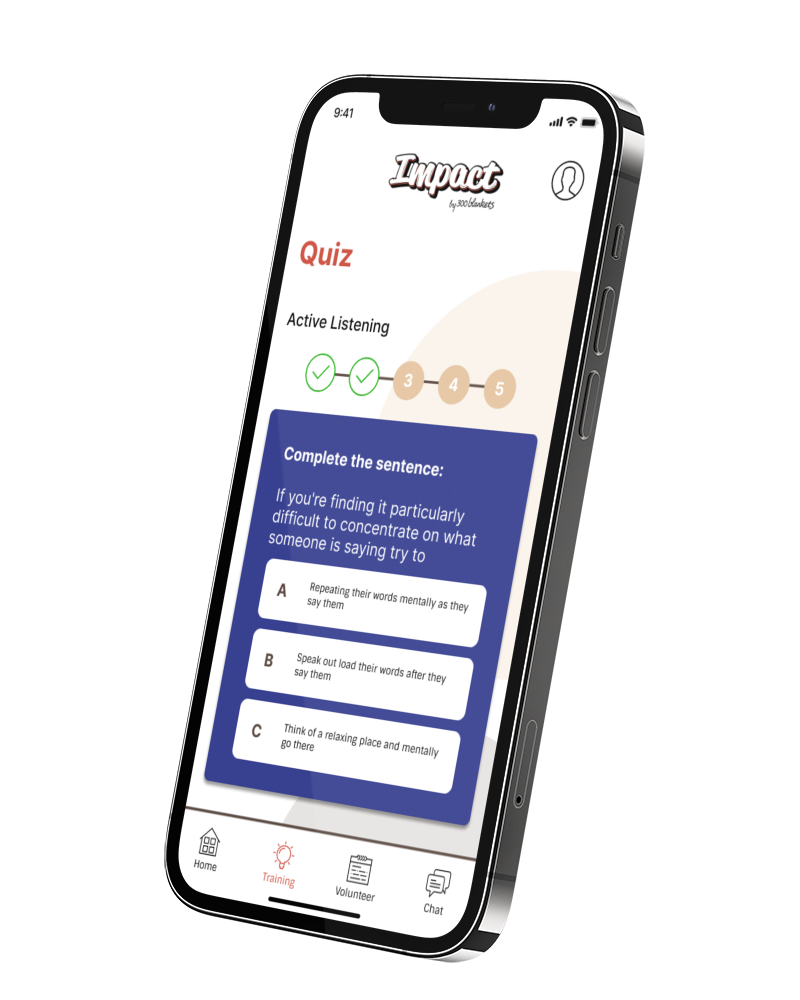 9:41
Impact
by 300 blankets
Quiz
Active Listening
3 4 5
Complete the sentence:
If you're finding it particularly
difficult to concentrate on what
someone is saying try to
A Repeating their words mentally as they
say them
B Speak out load their words after they
say them
C Think of a relaxing place and mentally
go there
Home Training Volunteer Chat